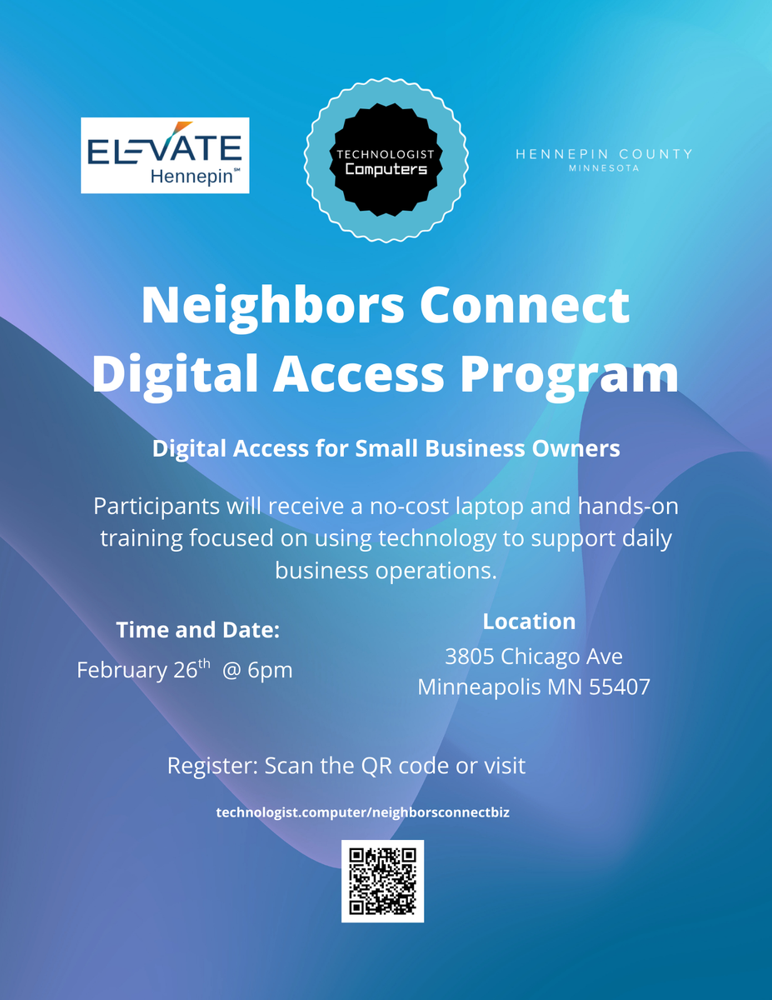 ELEVATE
Hennepin℠
TECHNOLOGIST
Computers
HENNEPIN COUNTY
MINNESOTA
Neighbors Connect
Digital Access Program
Digital Access for Small Business Owners
Participants will receive a no-cost laptop and hands-on
training focused on using technology to support daily
business operations.
Time and Date:
February 26th @ 6pm
Location
3805 Chicago Ave
Minneapolis MN 55407
Register: Scan the QR code or visit
technologist.computer/neighborsconnectbiz